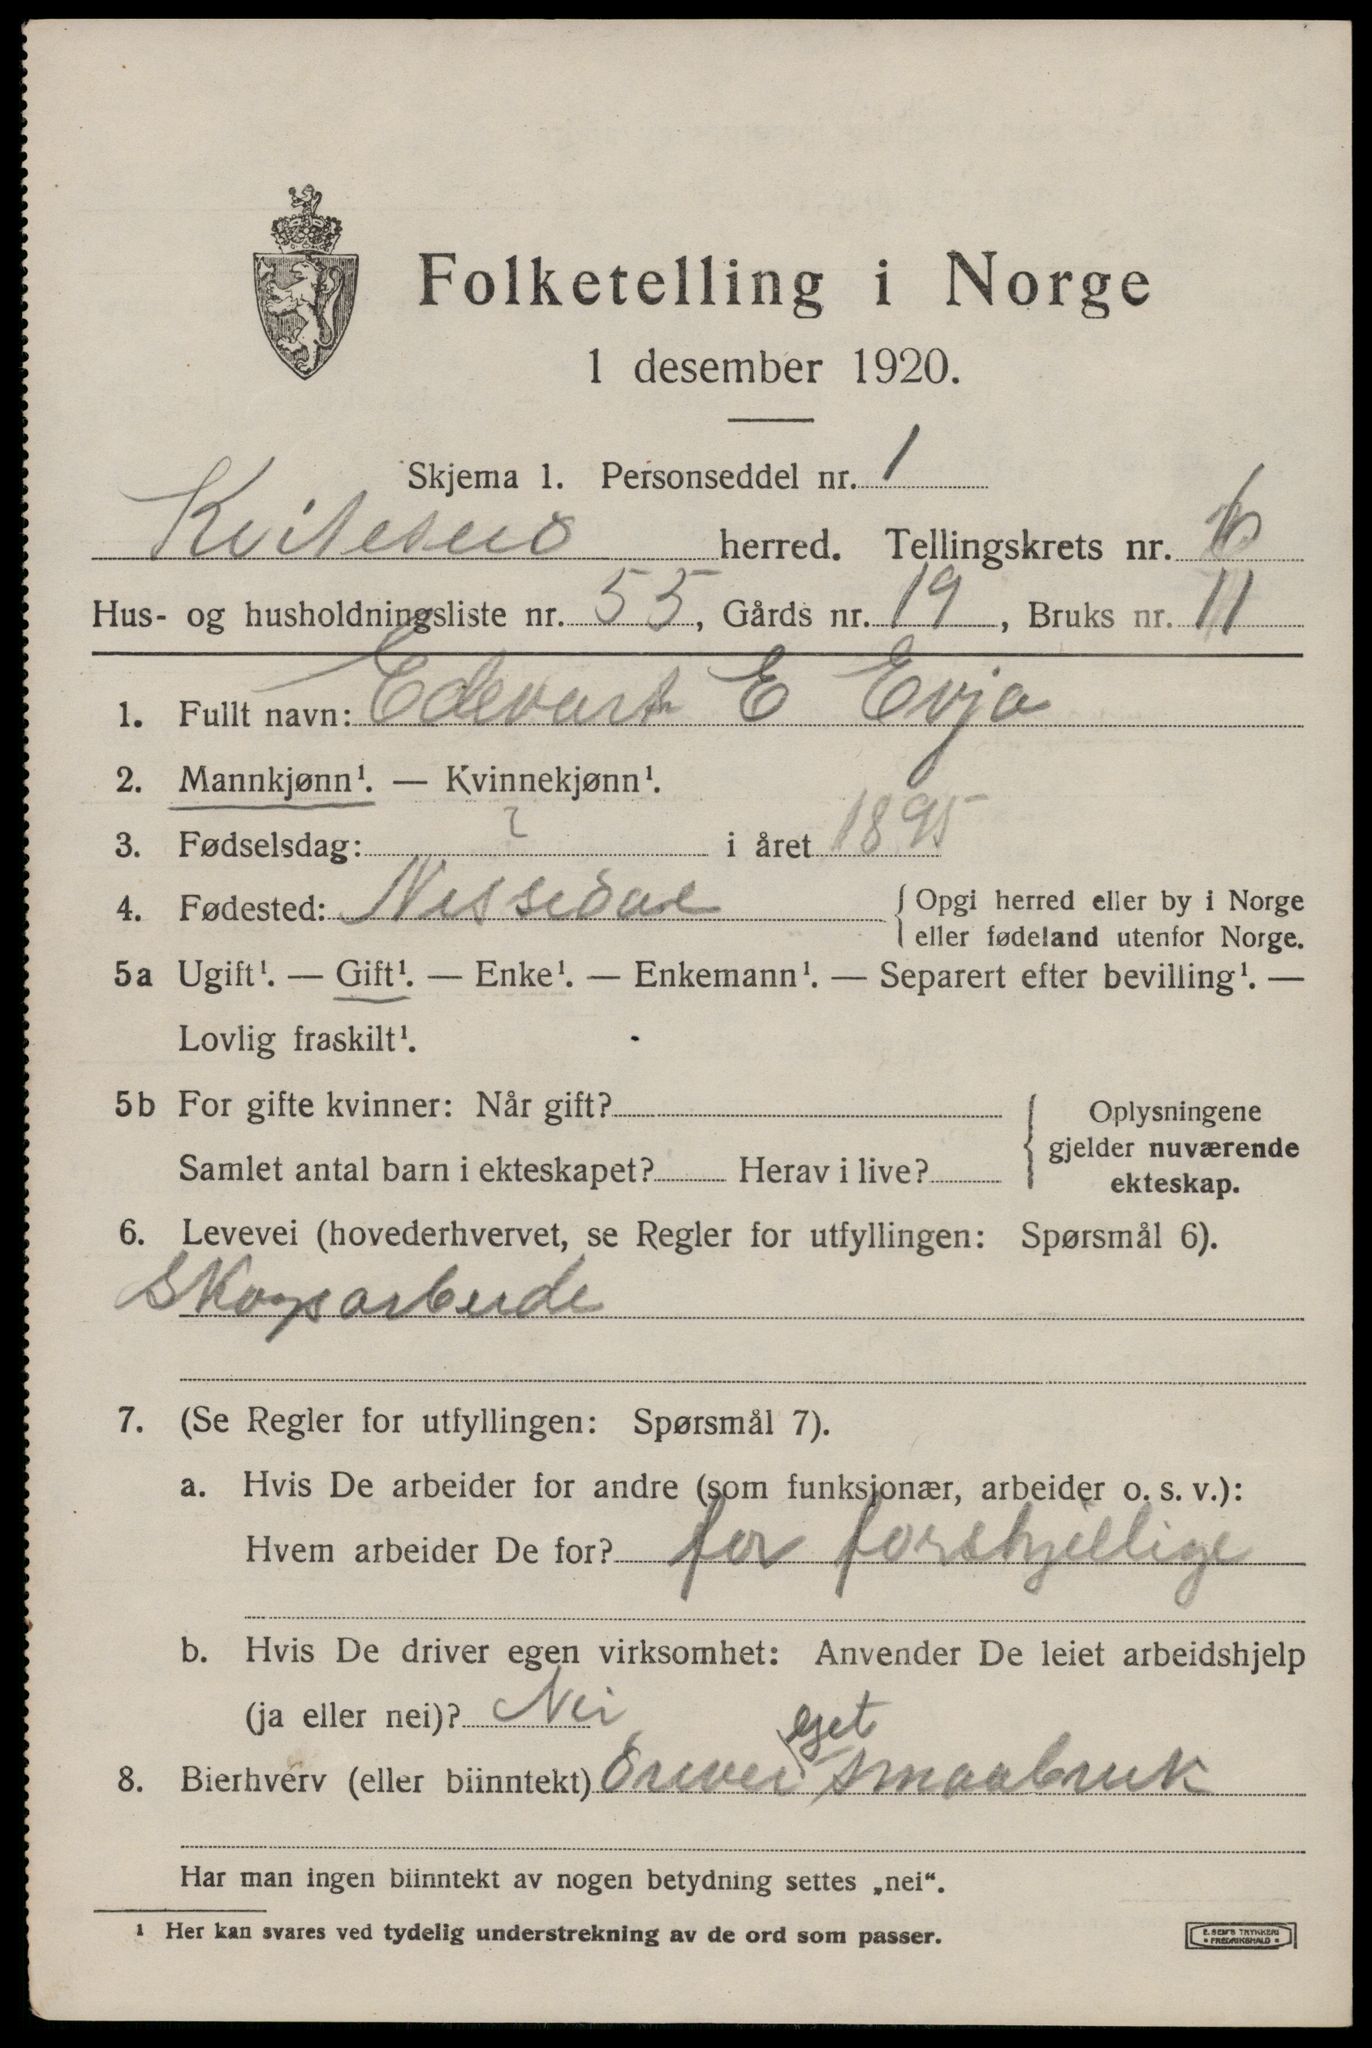 Folketelling i Norge
1 desember 1920.
Skjema 1. Personseddel nr. 1
Kviteseid herred. Tellingskrets nr. 6
Hus- og husholdningsliste nr. 55, Gårds nr. 19, Bruks nr. 11
1. Fullt navn: Edevart E Evja
2. Mannkjønn¹. — Kvinnekjønn¹.
3. Fødselsdag: ? i året 1895
4. Fødested: Nissedal { Opgi herred eller by i Norge
eller fødeland utenfor Norge.
5a Ugift¹. — Gift¹. — Enke¹. — Enkemann¹. — Separert efter bevilling¹. —
Lovlig fraskilt¹.
5b For gifte kvinner: Når gift? { Oplysningene
gjelder nuværende
Samlet antal barn i ekteskapet? Herav i live? ekteskap.
6. Levevei (hovederhvervet, se Regler for utfyllingen: Spørsmål 6).
Skogsarbeide
7. (Se Regler for utfyllingen: Spørsmål 7).
a. Hvis De arbeider for andre (som funksjonær, arbeider o. s. v.):
Hvem arbeider De for? for forskjellige
b. Hvis De driver egen virksomhet: Anvender De leiet arbeidshjelp
(ja eller nei)? Nei
eget
8. Bierhverv (eller biinntekt) Driver smaabruk
Har man ingen biinntekt av nogen betydning settes „nei“.
¹ Her kan svares ved tydelig understrekning av de ord som passer.
E. SEM'S TRYKKERI
• FREDRIKSHALD •